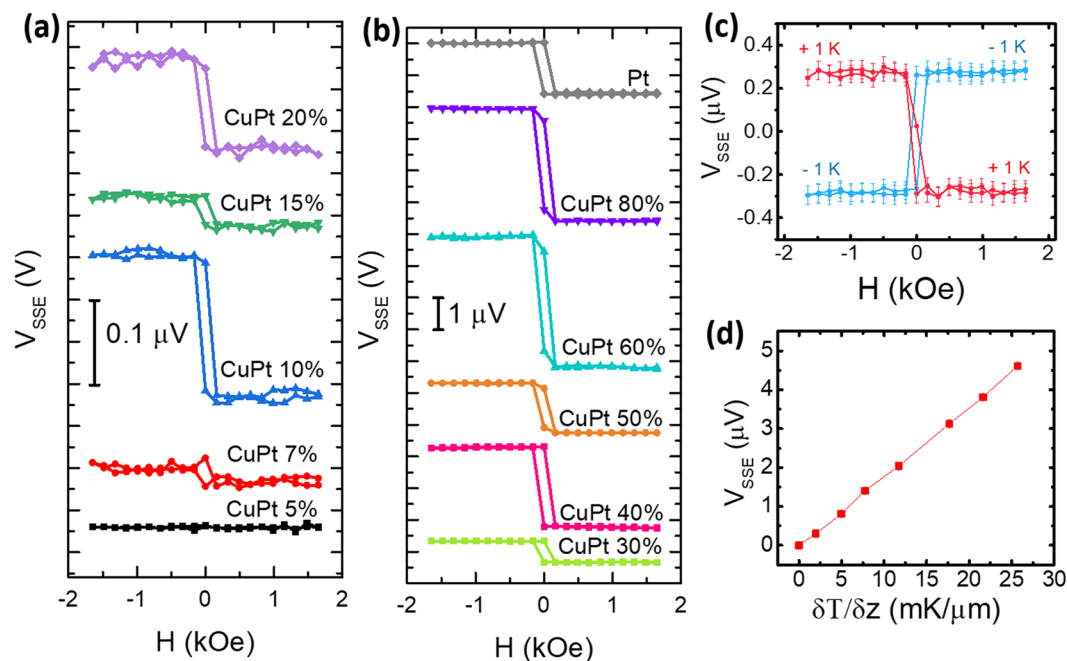 (a)
V_SSE (V)
CuPt 20%
CuPt 15%
0.1 μV
CuPt 10%
CuPt 7%
CuPt 5%
-2 -1 0 1 2
H (kOe)
(b)
V_SSE (V)
Pt
CuPt 80%
1 μV
CuPt 60%
CuPt 50%
CuPt 40%
CuPt 30%
-2 -1 0 1 2
H (kOe)
(c)
V_SSE (μV)
0.4
0.2
0.0
-0.2
-0.4
+ 1 K - 1 K
- 1 K + 1 K
-2 -1 0 1 2
H (kOe)
(d)
V_SSE (μV)
5
4
3
2
1
0
0 5 10 15 20 25 30
δT/δz (mK/μm)